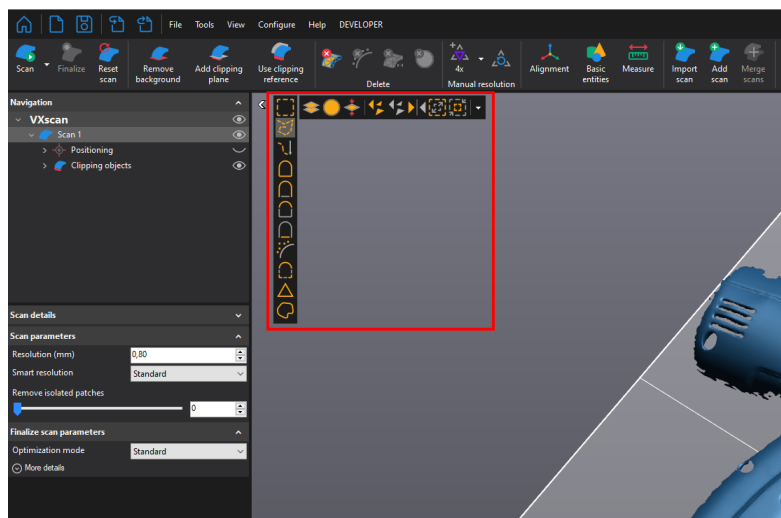 File Tools View Configure Help DEVELOPER
Scan Finalize Reset scan Remove background Add clipping plane Use clipping reference Delete 4x Manual resolution Alignment Basic entities Measure Import scan Add scan Merge scans
Navigation
VXscan
Scan 1
Positioning
Clipping objects
Scan details
Scan parameters
Resolution (mm) 0,80
Smart resolution Standard
Remove isolated patches
0
Finalize scan parameters
Optimization mode Standard
More details